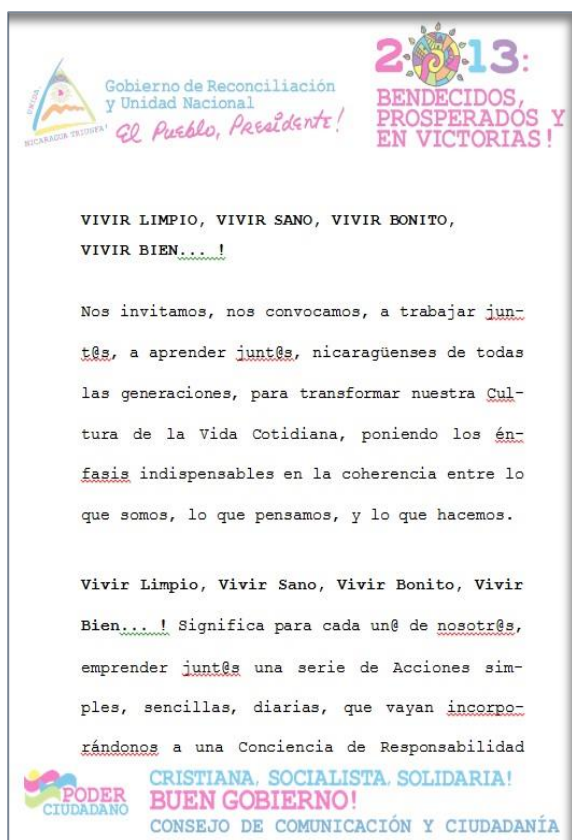 UNIDA,
NICARAGUA TRIUNFA!
Gobierno de Reconciliación
y Unidad Nacional
El Pueblo, Presidente!
2013:
BENDECIDOS,
PROSPERADOS Y
EN VICTORIAS!
VIVIR LIMPIO, VIVIR SANO, VIVIR BONITO,
VIVIR BIEN... !
Nos invitamos, nos convocamos, a trabajar jun-
t@s, a aprender junt@s, nicaragüenses de todas
las generaciones, para transformar nuestra Cul-
tura de la Vida Cotidiana, poniendo los én-
fasis indispensables en la coherencia entre lo
que somos, lo que pensamos, y lo que hacemos.
Vivir Limpio, Vivir Sano, Vivir Bonito, Vivir
Bien... ! Significa para cada un@ de nosotr@s,
emprender junt@s una serie de Acciones sim-
ples, sencillas, diarias, que vayan incorpo-
rándonos a una Conciencia de Responsabilidad
PODER
CIUDADANO
CRISTIANA, SOCIALISTA, SOLIDARIA!
BUEN GOBIERNO!
CONSEJO DE COMUNICACIÓN Y CIUDADANÍA